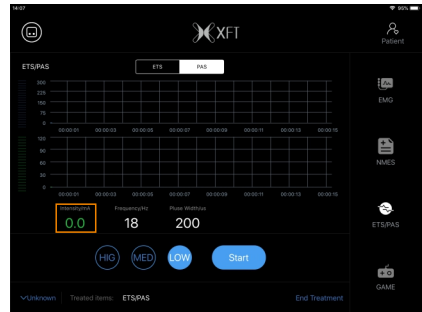 14:07
95%
XFT
Patient
ETS/PAS
ETS PAS
300
225
150
75
0
00:00:01 00:00:03 00:00:05 00:00:07 00:00:09 00:00:11 00:00:13 00:00:15
120
90
60
30
0
00:00:01 00:00:03 00:00:05 00:00:07 00:00:09 00:00:11 00:00:13 00:00:15
Intensity/mA Frequency/Hz Pluse Width/us
0.0 18 200
HIG MED LOW Start
Unknown Treated items: ETS/PAS End Treatment
EMG
NMES
ETS/PAS
GAME